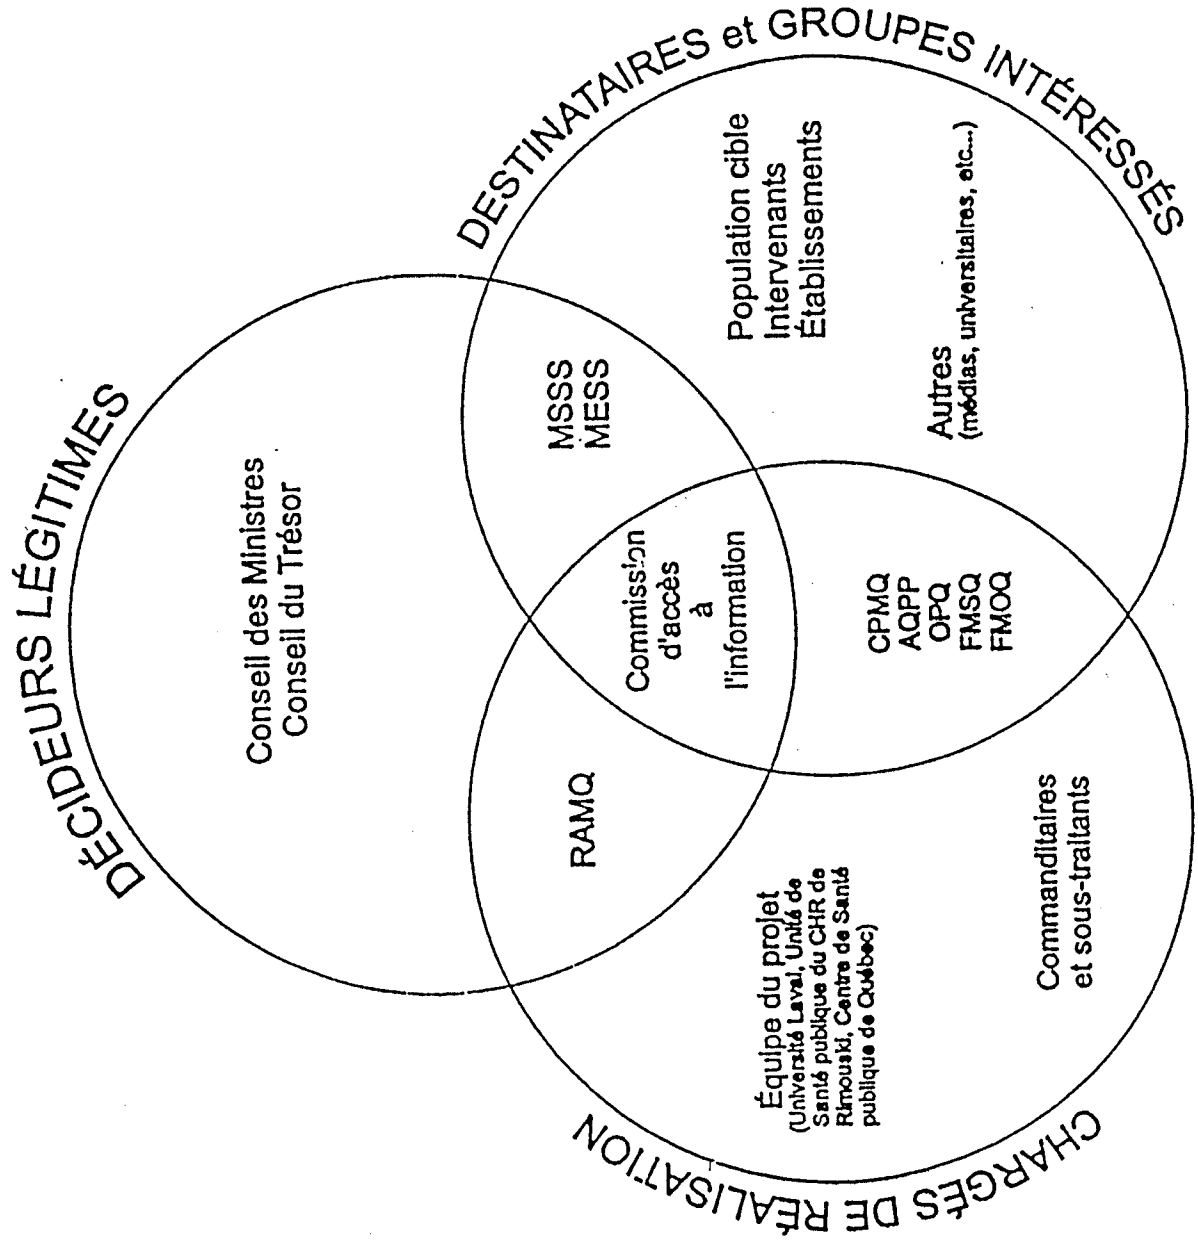 DÉCIDEURS LÉGITIMES
Conseil des Ministres
Conseil du Trésor
RAMQ
MSSS
MESS
Commission
d'accès
à
l'information
CHARGÉS DE RÉALISATION
Équipe du projet
(Université Laval, Unité de
Santé publique du CHR de
Rimouski, Centre de Santé
publique de Québec)
Commanditaires
et sous-traitants
CPMQ
AQPP
OPQ
FMSQ
FMOQ
DESTINATAIRES et GROUPES INTÉRESSÉS
Population cible
Intervenants
Établissements
Autres
(médias, universitaires, etc...)